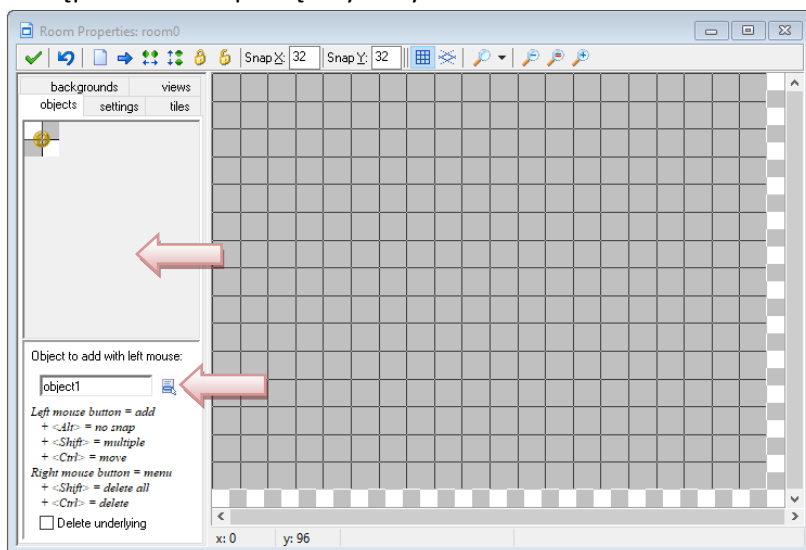 Room Properties: room0
Snap X: 32 Snap Y: 32
backgrounds views
objects settings tiles
Object to add with left mouse:
object1
Left mouse button = add
+ <Alt> = no snap
+ <Shift> = multiple
+ <Ctrl> = move
Right mouse button = menu
+ <Shift> = delete all
+ <Ctrl> = delete
Delete underlying
x: 0 y: 96